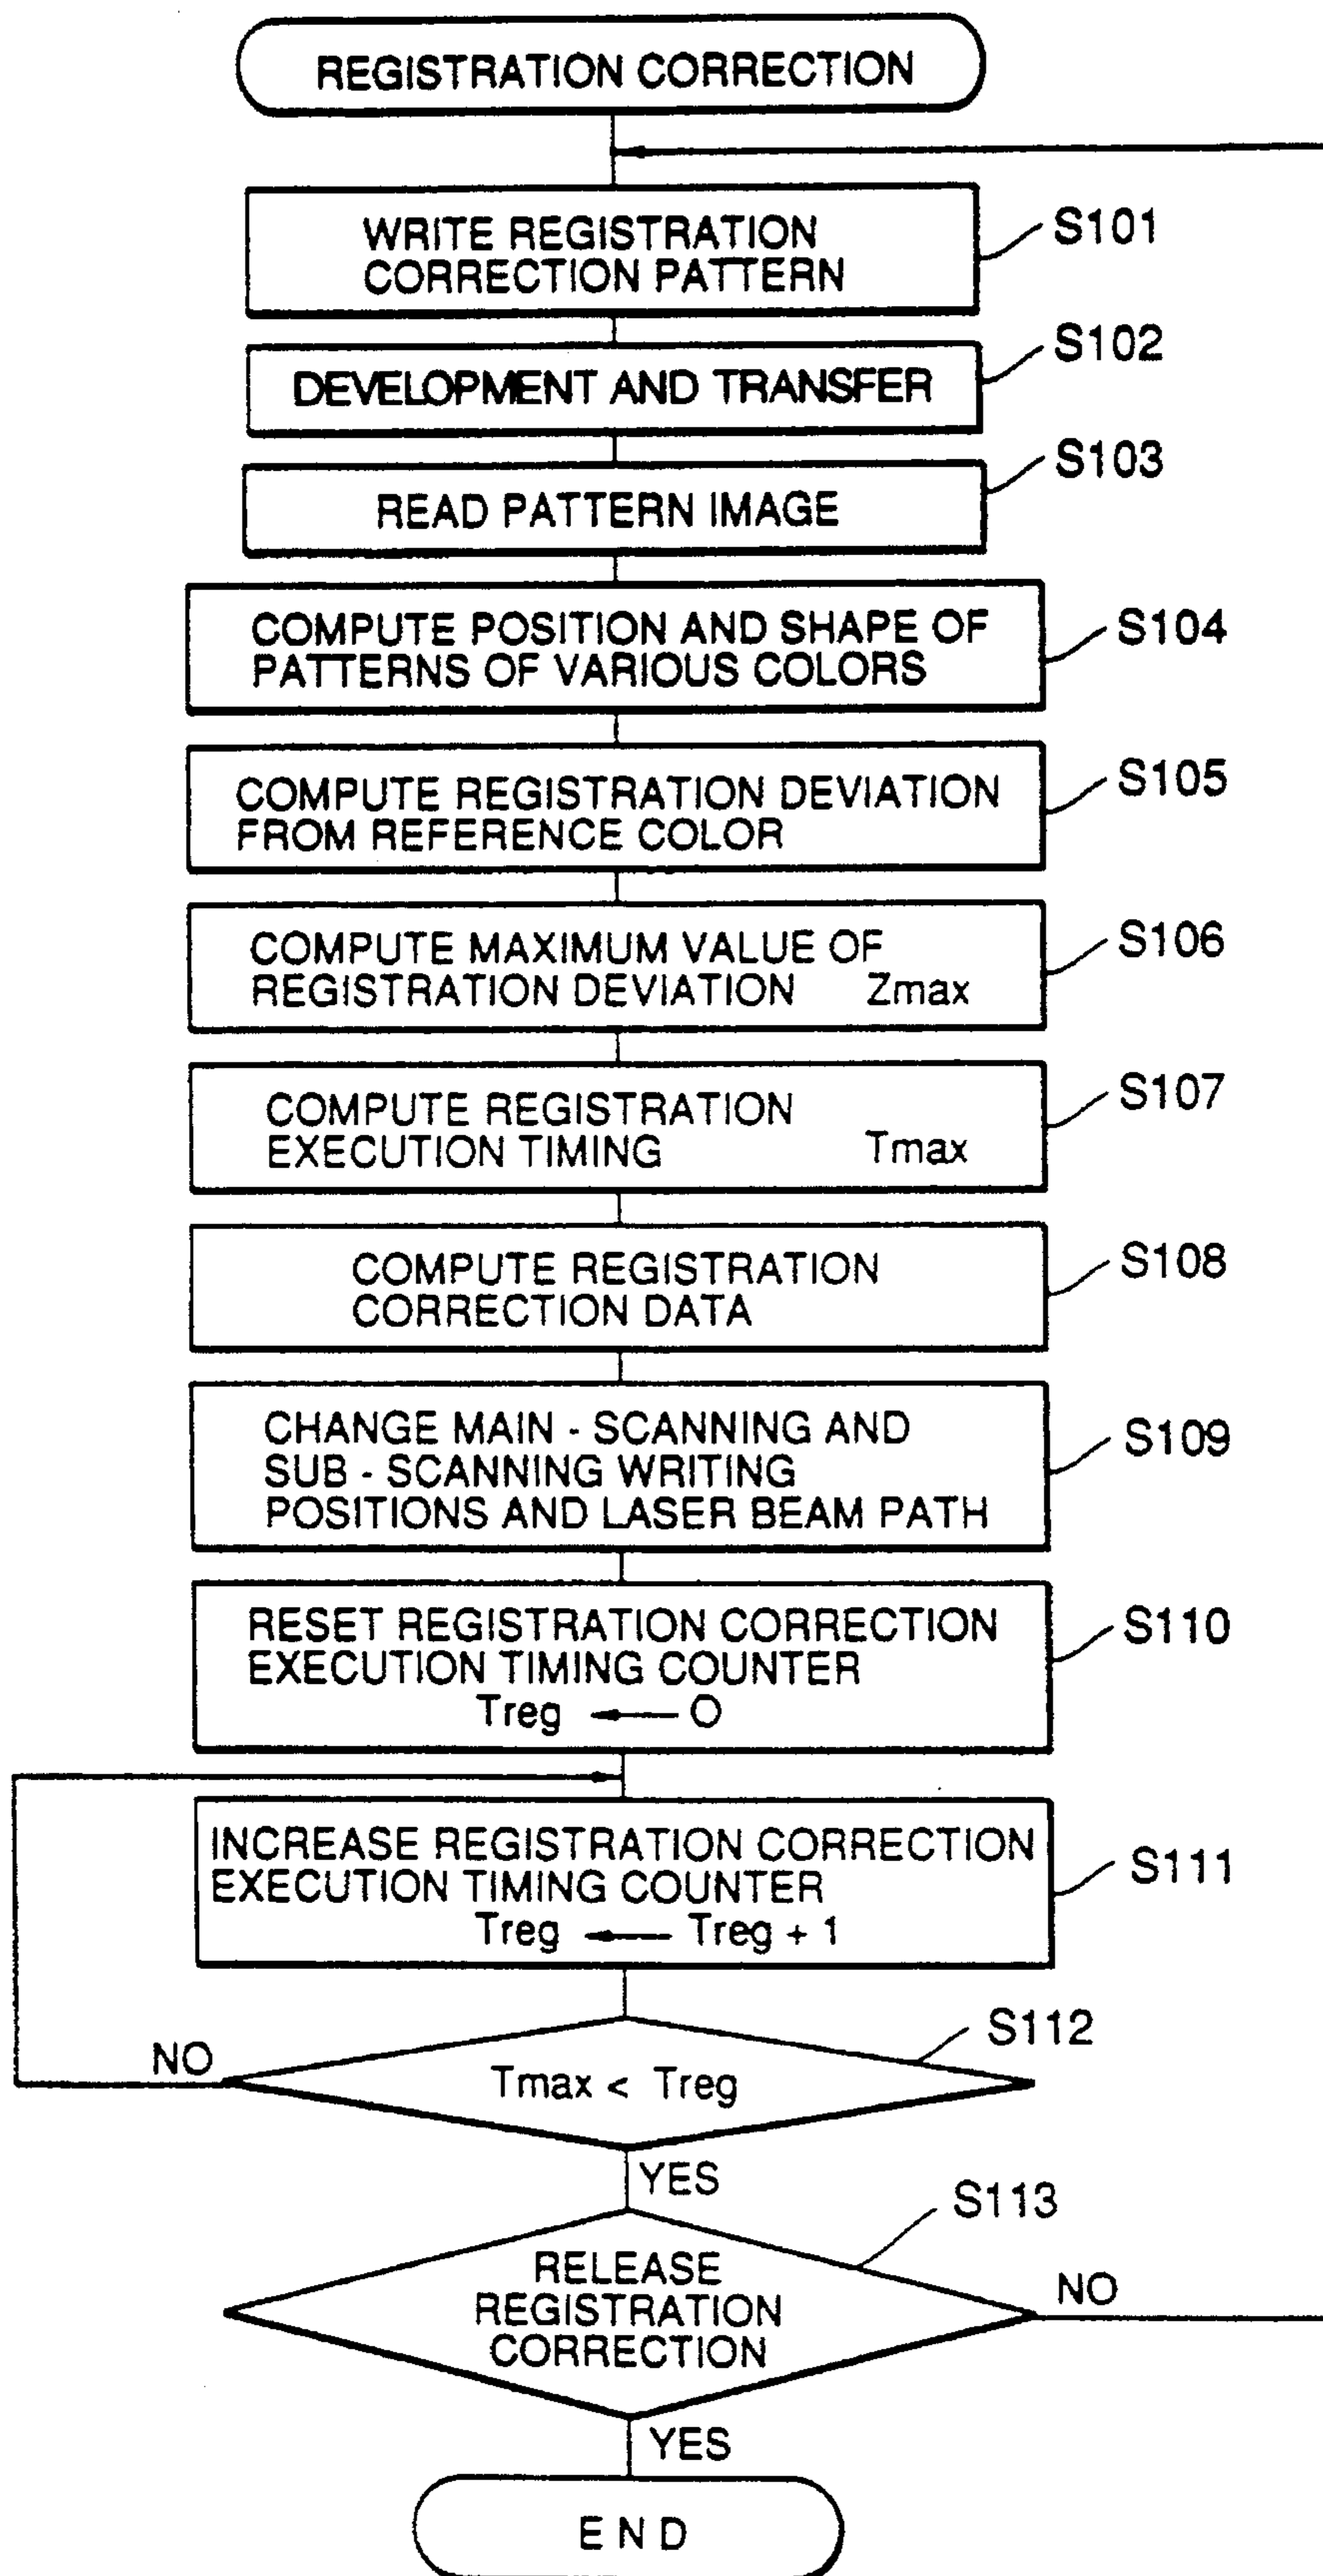 REGISTRATION CORRECTION
WRITE REGISTRATION
CORRECTION PATTERN
S101
DEVELOPMENT AND TRANSFER
S102
READ PATTERN IMAGE
S103
COMPUTE POSITION AND SHAPE OF
PATTERNS OF VARIOUS COLORS
S104
COMPUTE REGISTRATION DEVIATION
FROM REFERENCE COLOR
S105
COMPUTE MAXIMUM VALUE OF
REGISTRATION DEVIATION Zmax
S106
COMPUTE REGISTRATION
EXECUTION TIMING Tmax
S107
COMPUTE REGISTRATION
CORRECTION DATA
S108
CHANGE MAIN - SCANNING AND
SUB - SCANNING WRITING
POSITIONS AND LASER BEAM PATH
S109
RESET REGISTRATION CORRECTION
EXECUTION TIMING COUNTER
Treg ← O
S110
INCREASE REGISTRATION CORRECTION
EXECUTION TIMING COUNTER
Treg ← Treg + 1
S111
Tmax < Treg
S112
NO
YES
RELEASE
REGISTRATION
CORRECTION
S113
NO
YES
END